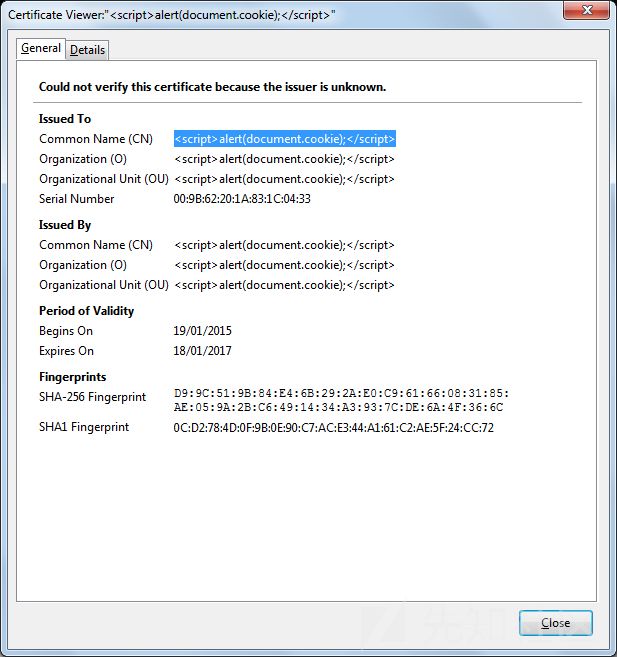 Certificate Viewer:"<script>alert(document.cookie);</script>"
General Details
Could not verify this certificate because the issuer is unknown.
Issued To
Common Name (CN) <script>alert(document.cookie);</script>
Organization (O) <script>alert(document.cookie);</script>
Organizational Unit (OU) <script>alert(document.cookie);</script>
Serial Number 00:9B:62:20:1A:83:1C:04:33
Issued By
Common Name (CN) <script>alert(document.cookie);</script>
Organization (O) <script>alert(document.cookie);</script>
Organizational Unit (OU) <script>alert(document.cookie);</script>
Period of Validity
Begins On 19/01/2015
Expires On 18/01/2017
Fingerprints
SHA-256 Fingerprint D9:9C:51:9B:84:E4:6B:29:2A:E0:C9:61:66:08:31:85:
AE:05:9A:2B:C6:49:14:34:A3:93:7C:DE:6A:4F:36:6C
SHA1 Fingerprint 0C:D2:78:4D:0F:9B:0E:90:C7:AC:E3:44:A1:61:C2:AE:5F:24:CC:72
Close